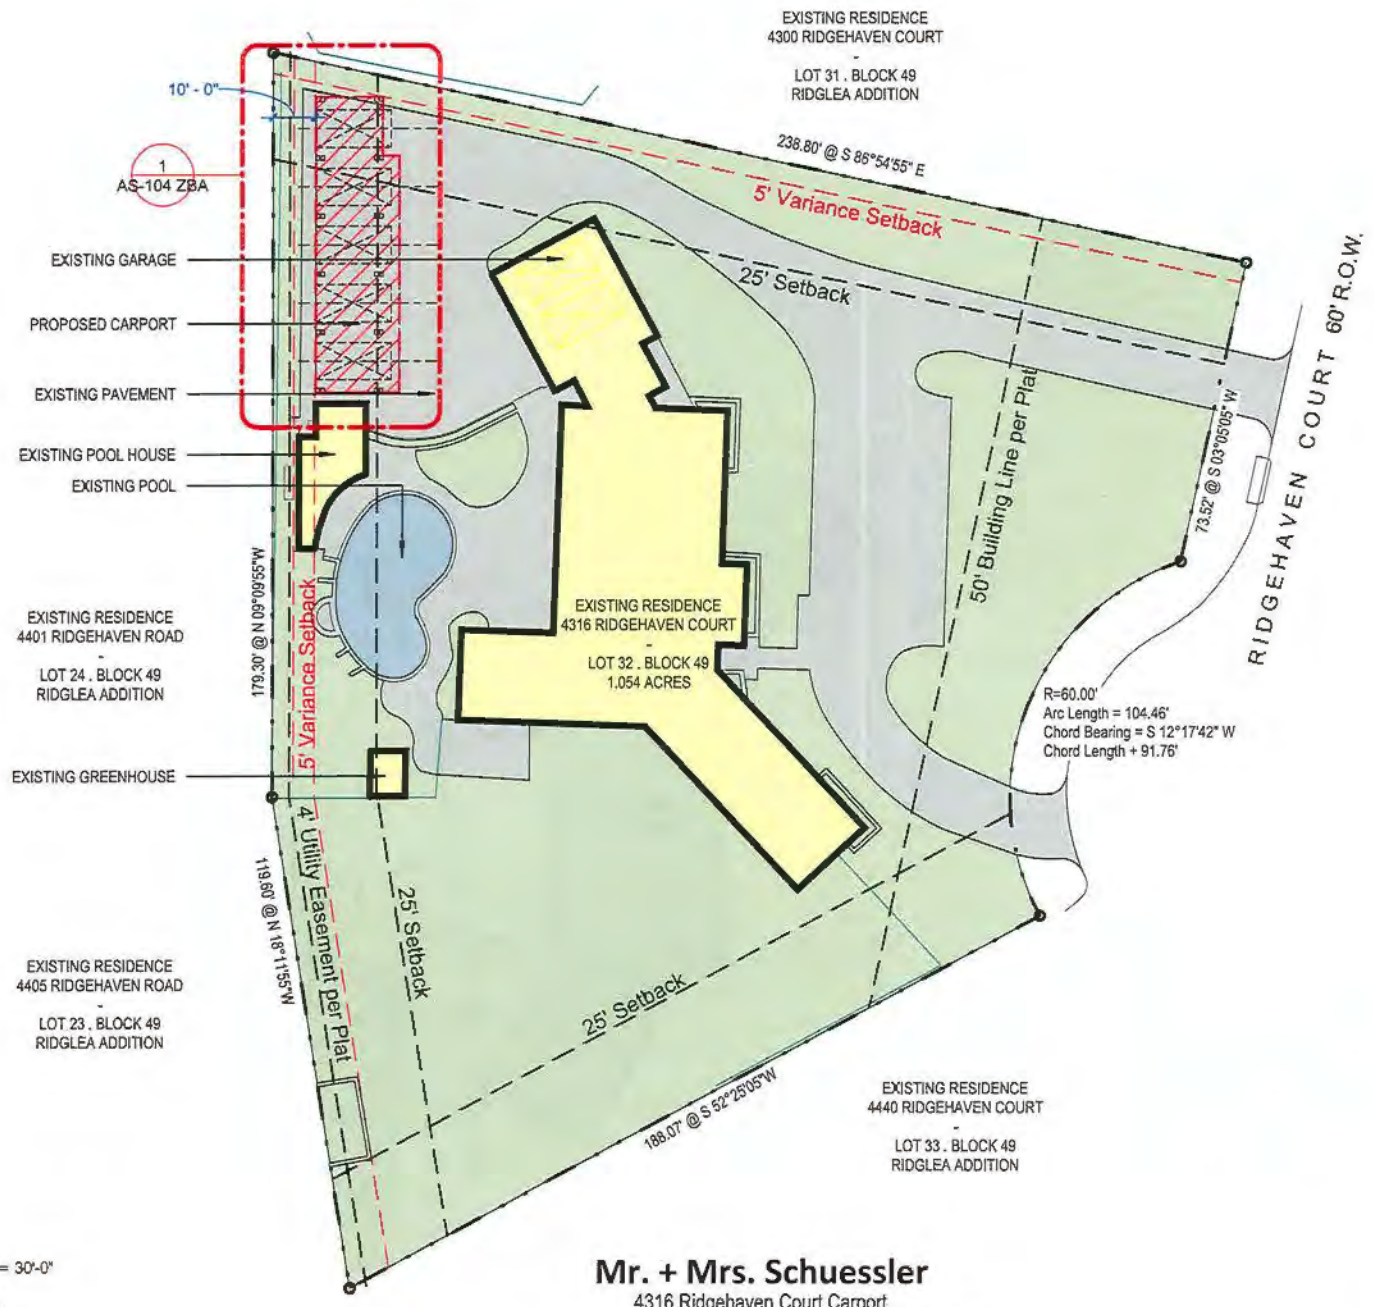 EXISTING RESIDENCE
4300 RIDGEHAVEN COURT
-
LOT 31 . BLOCK 49
RIDGLEA ADDITION
10' - 0"
1
AS-104 ZBA
238.80' @ S 86°54'55" E
5' Variance Setback
25' Setback
EXISTING GARAGE
PROPOSED CARPORT
EXISTING PAVEMENT
EXISTING POOL HOUSE
EXISTING POOL
RIDGEHAVEN COURT 60' R.O.W.
73.52' @ S 03°05'05" W
50' Building Line per Plat
179.30' @ N 09°09'55"W
5' Variance Setback
EXISTING RESIDENCE
4401 RIDGEHAVEN ROAD
-
LOT 24 . BLOCK 49
RIDGLEA ADDITION
EXISTING RESIDENCE
4316 RIDGEHAVEN COURT
-
LOT 32 . BLOCK 49
1.054 ACRES
R=60.00'
Arc Length = 104.46'
Chord Bearing = S 12°17'42" W
Chord Length + 91.76'
EXISTING GREENHOUSE
4' Utility Easement per Plat
119.60' @ N 18°11'55"W
25' Setback
25' Setback
EXISTING RESIDENCE
4405 RIDGEHAVEN ROAD
-
LOT 23 . BLOCK 49
RIDGLEA ADDITION
188.07' @ S 52°25'05"W
EXISTING RESIDENCE
4440 RIDGEHAVEN COURT
-
LOT 33 . BLOCK 49
RIDGLEA ADDITION
= 30'-0"
Mr. + Mrs. Schuessler
4316 Ridgehaven Court Carport